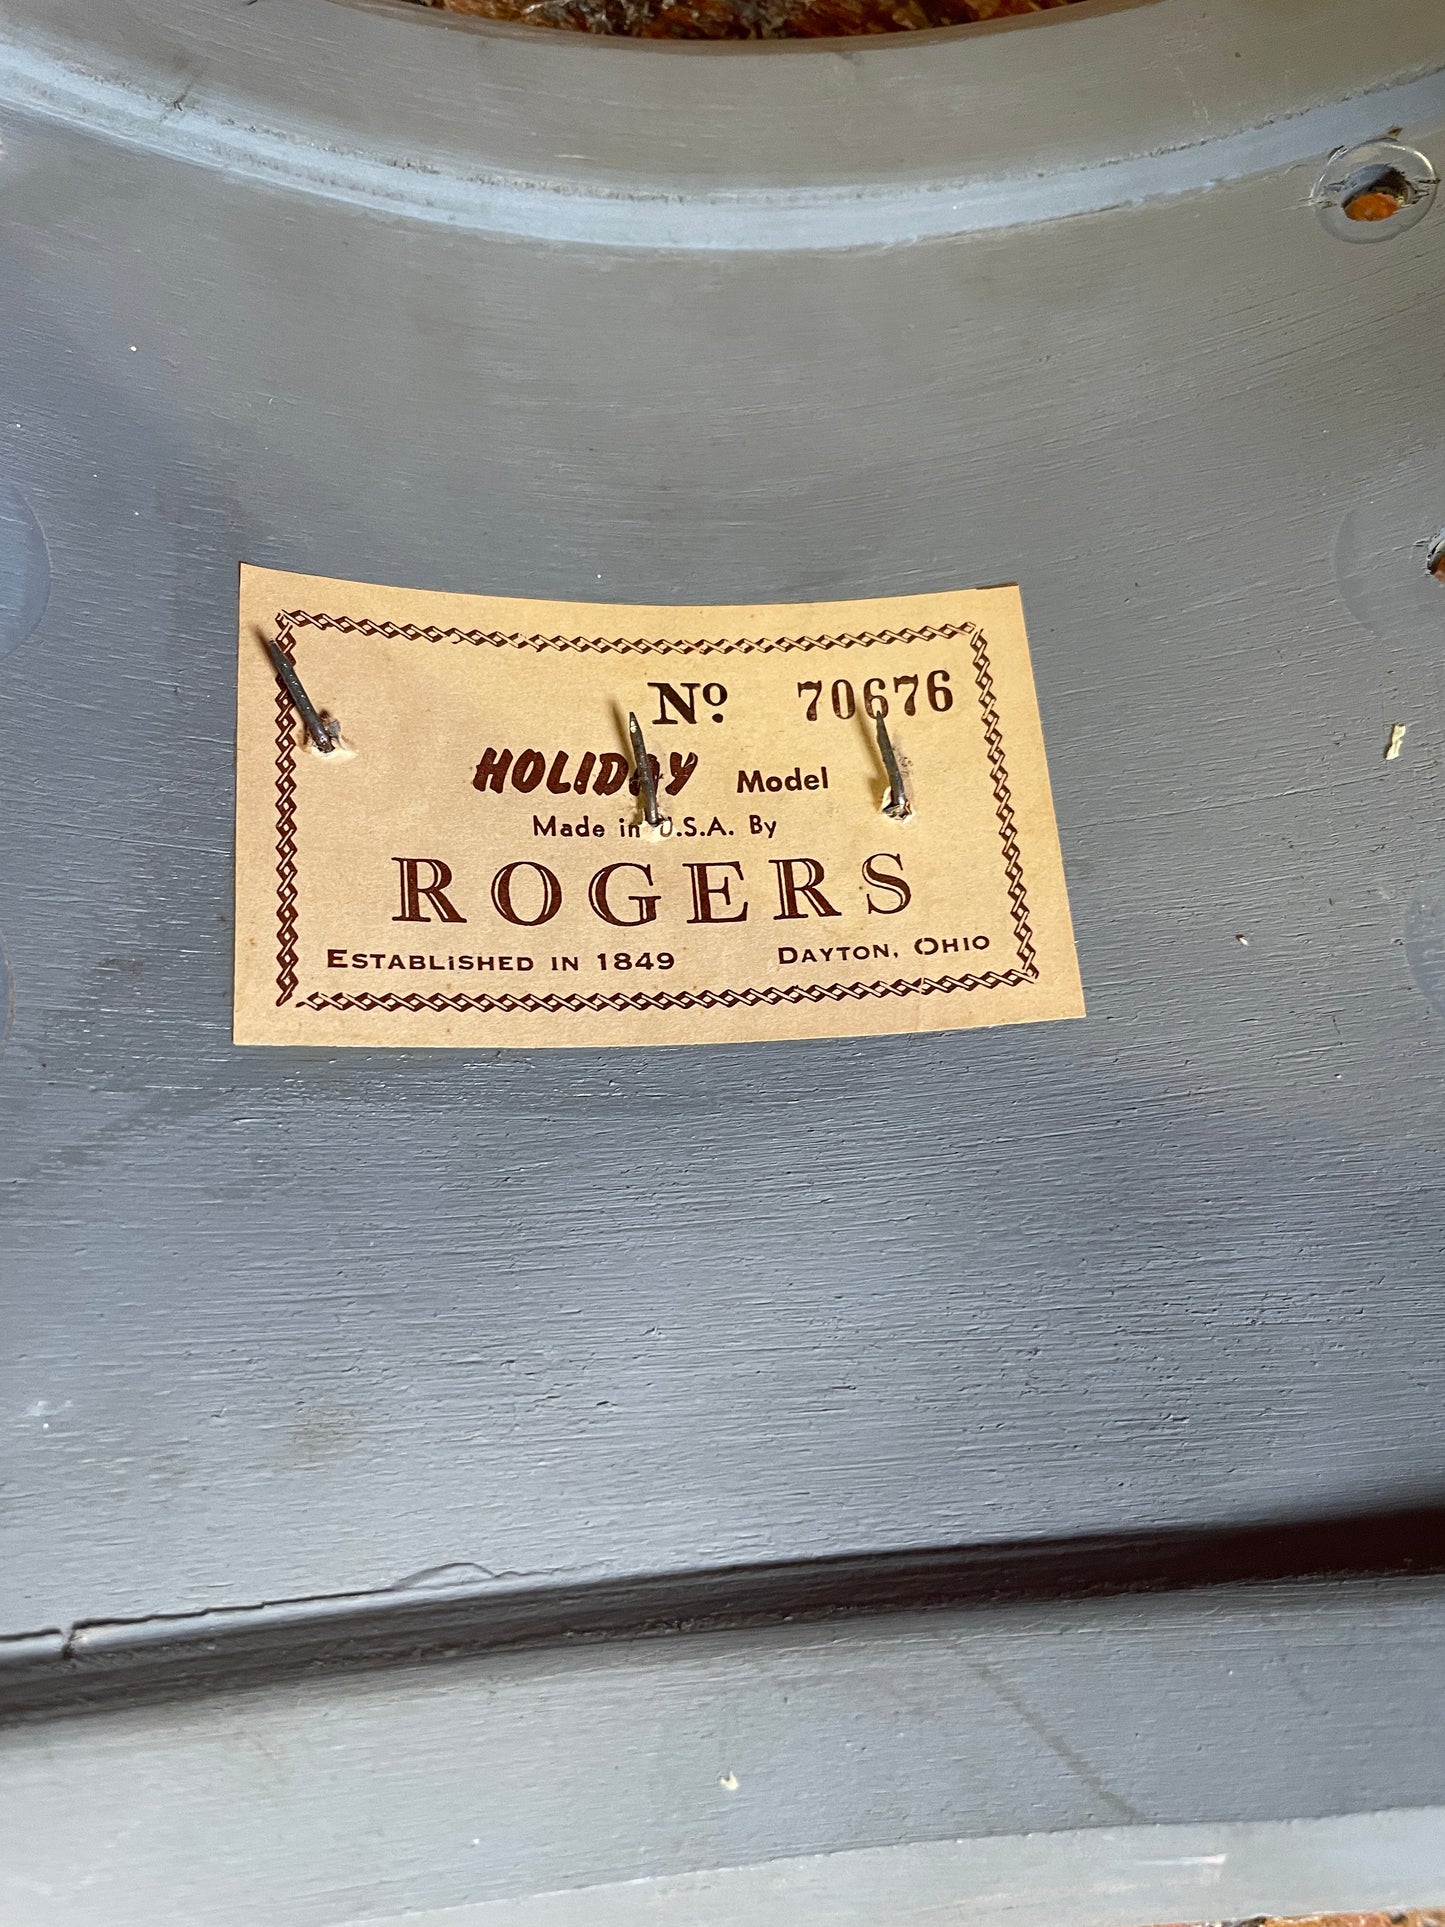 Nº 70676
HOLIDAY Model
Made in U.S.A. By
ROGERS
ESTABLISHED IN 1849 DAYTON, OHIO